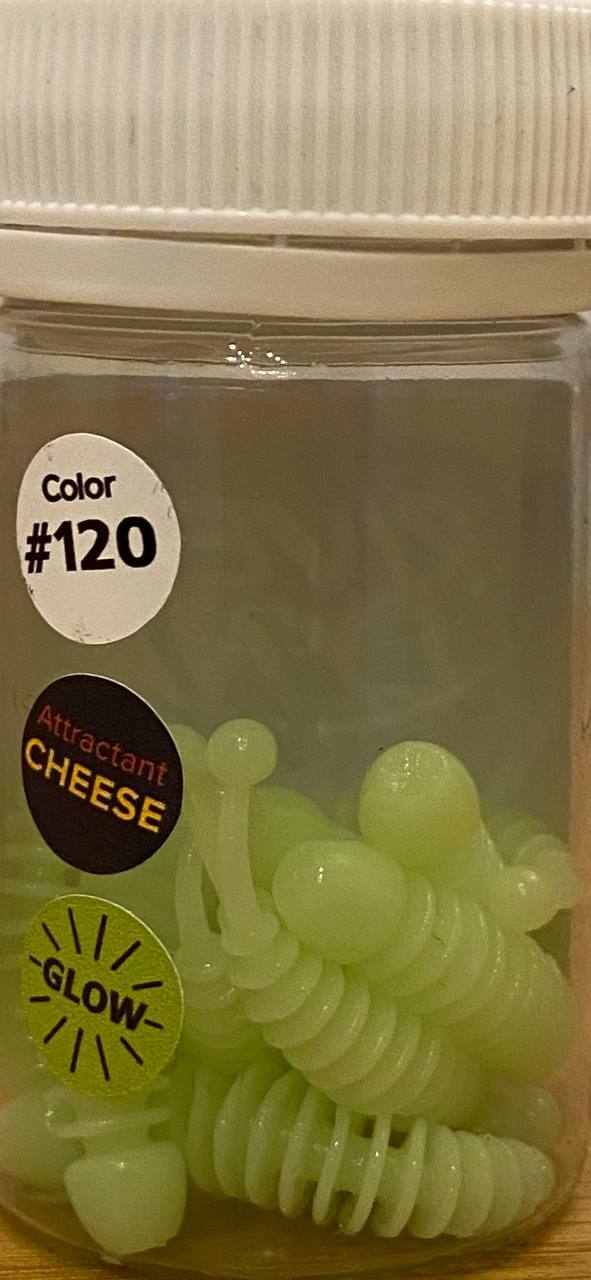 Color
#120
Attractant
CHEESE
GLOW